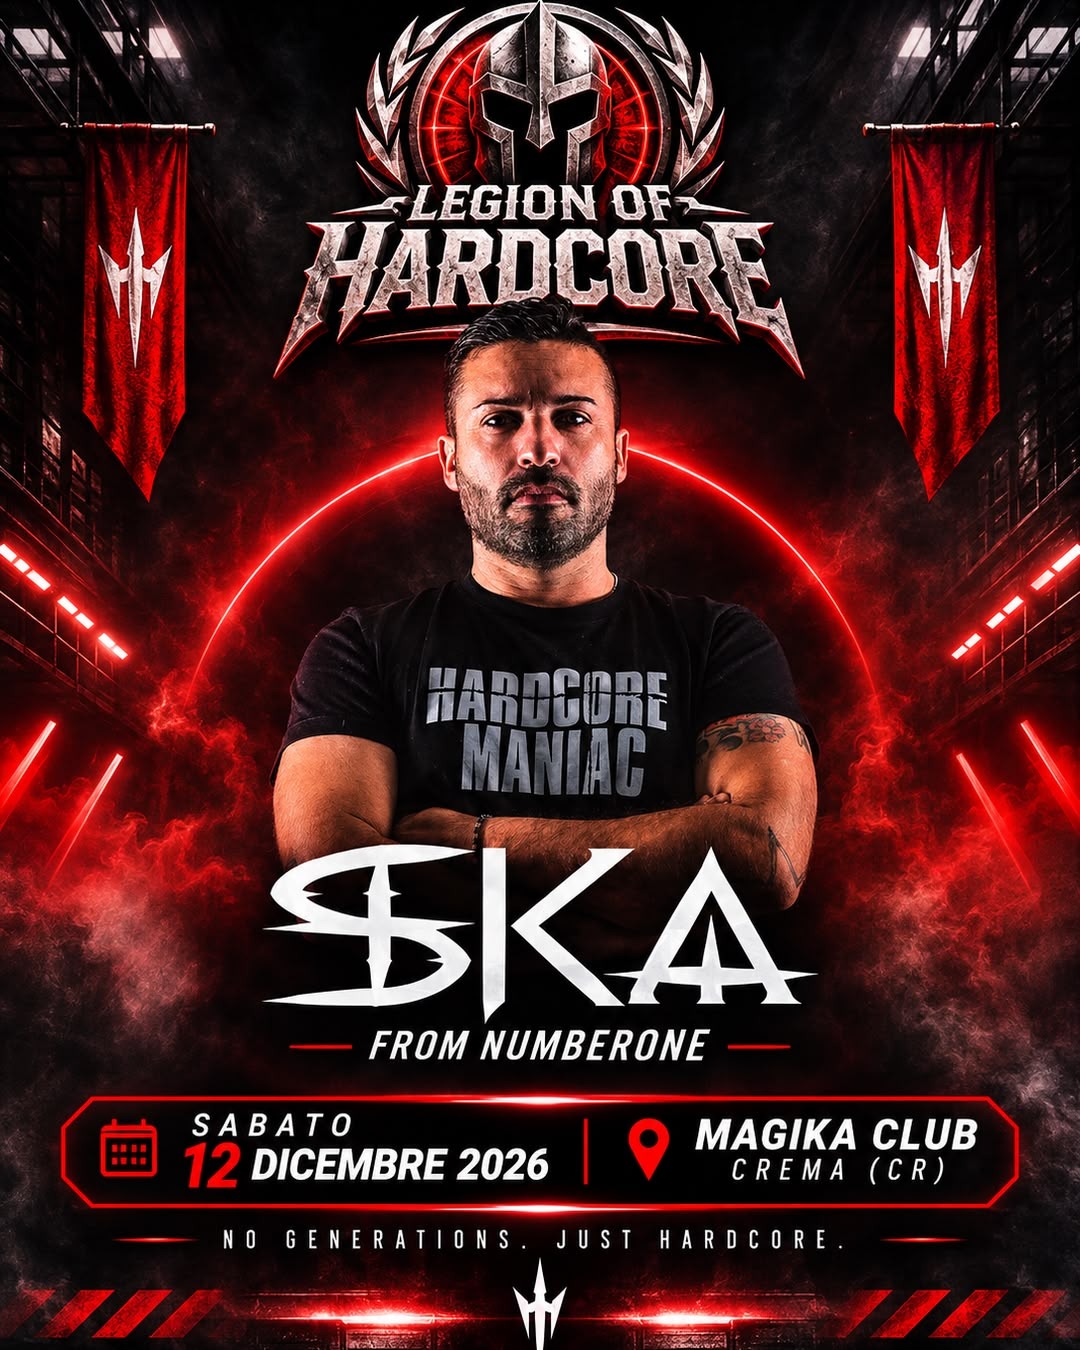 LEGION OF
HARDCORE
HARDCORE
MANIAC
SKA
FROM NUMBERONE
SABATO
12 DICEMBRE 2026
MAGIKA CLUB
CREMA (CR)
NO GENERATIONS. JUST HARDCORE.